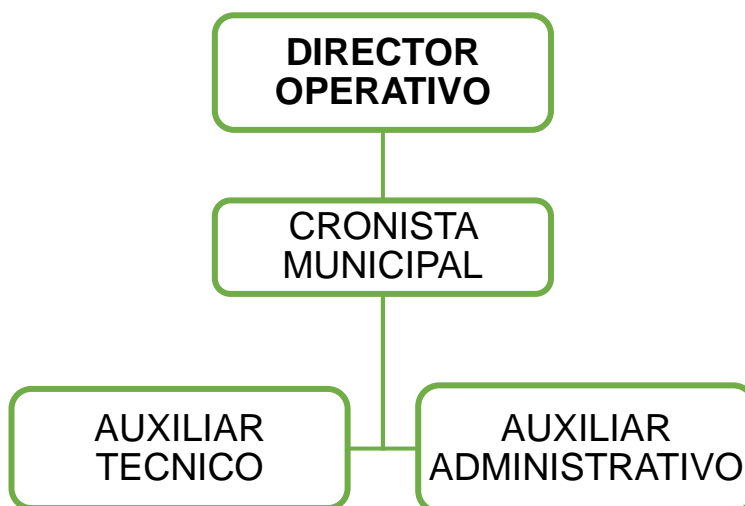 DIRECTOR
OPERATIVO
CRONISTA
MUNICIPAL
AUXILIAR
TECNICO
AUXILIAR
ADMINISTRATIVO